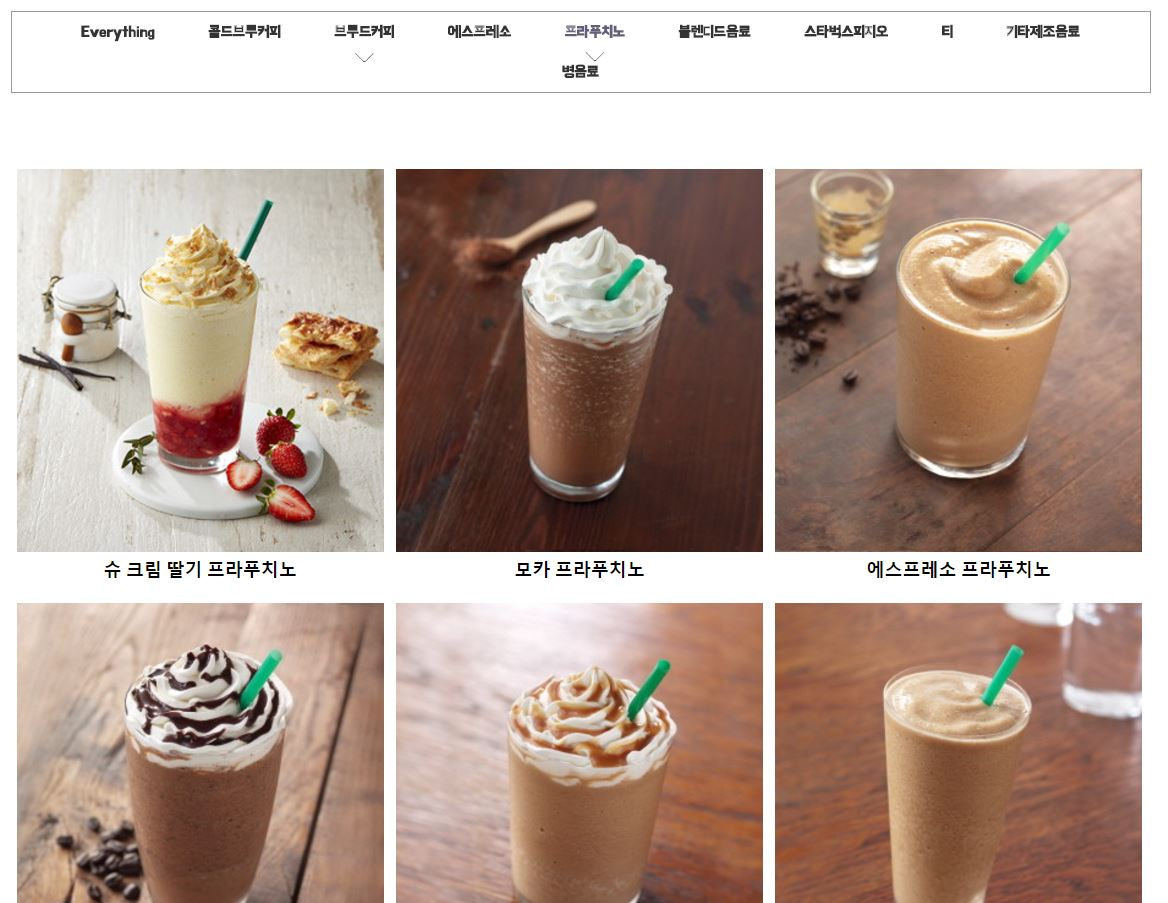 Everything 콜드브루커피 브루드커피 에스프레소 프라푸치노 블렌디드음료 스타벅스피지오 티 기타제조음료
병음료
슈 크림 딸기 프라푸치노 모카 프라푸치노 에스프레소 프라푸치노